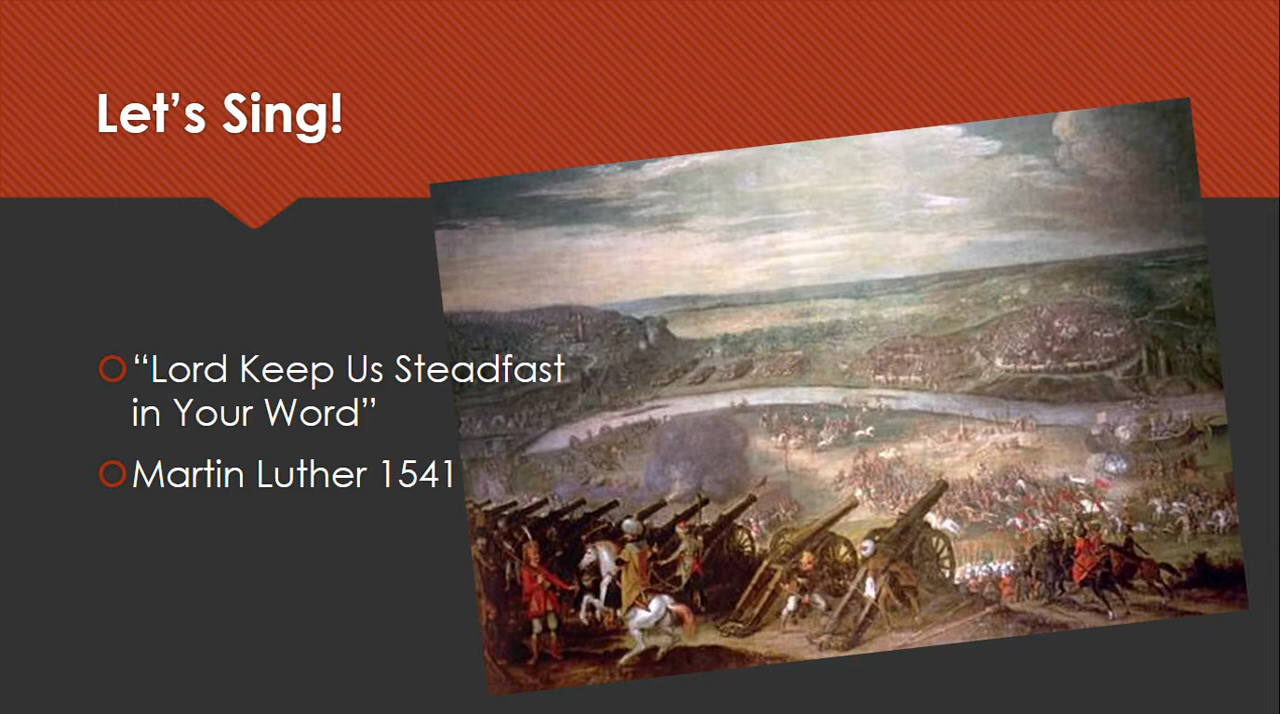 Let’s Sing!
“Lord Keep Us Steadfast
in Your Word”
Martin Luther 1541